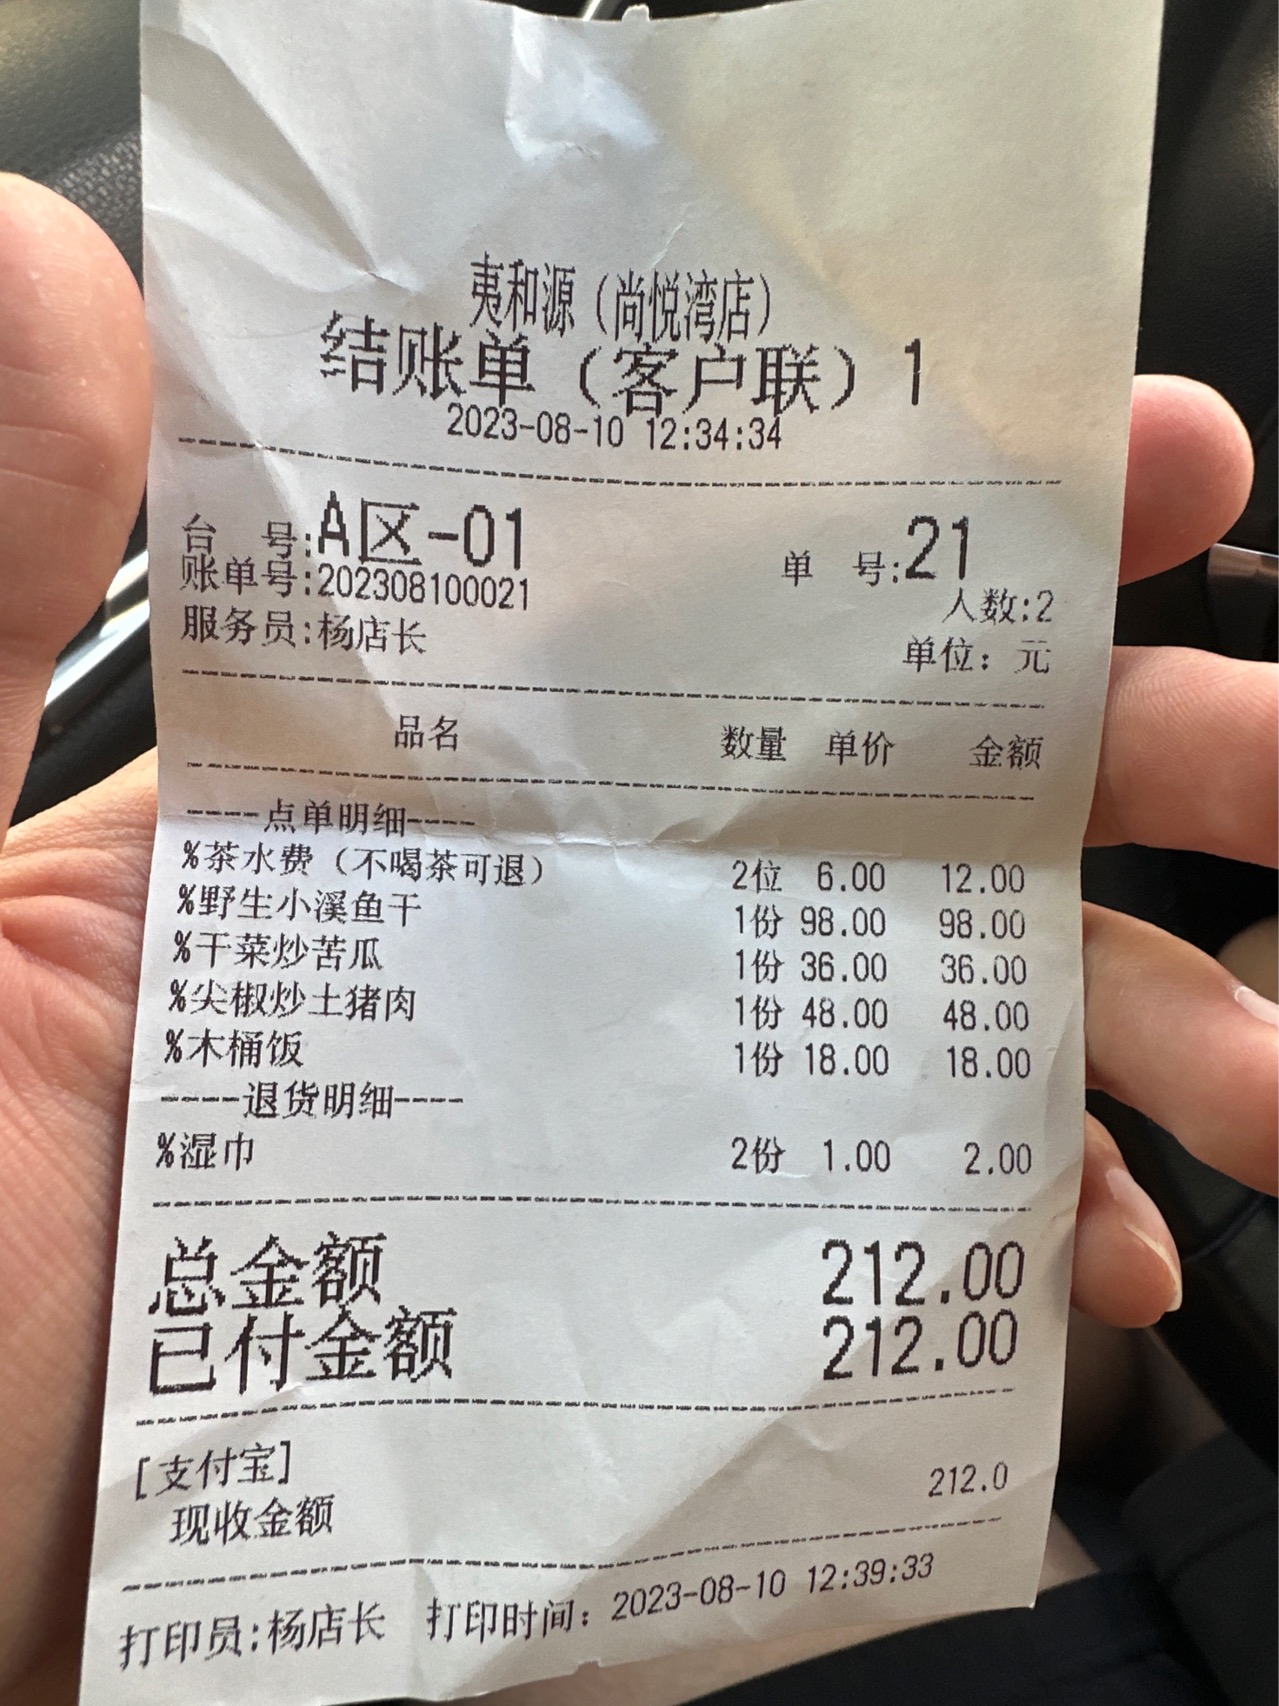 夷和源（尚悦湾店）
结账单（客户联）1
2023-08-10 12:34:34
台 号:A区-01 单 号:21
账单号:202308100021 人数:2
服务员:杨店长 单位：元
品名 数量 单价 金额
----点单明细----
%茶水费（不喝茶可退） 2位 6.00 12.00
%野生小溪鱼干 1份 98.00 98.00
%干菜炒苦瓜 1份 36.00 36.00
%尖椒炒土猪肉 1份 48.00 48.00
%木桶饭 1份 18.00 18.00
----退货明细----
%湿巾 2份 1.00 2.00
总金额 212.00
已付金额 212.00
[支付宝]
现收金额 212.0
打印员:杨店长 打印时间：2023-08-10 12:39:33